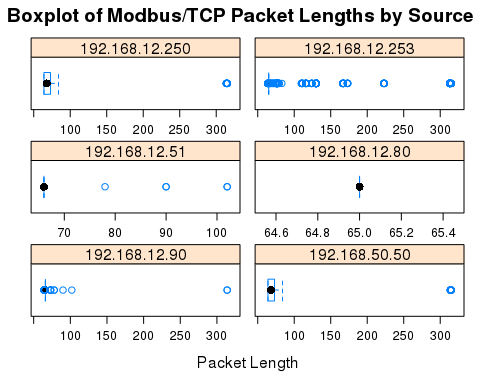 Boxplot of Modbus/TCP Packet Lengths by Source
192.168.12.250 192.168.12.253
100 150 200 250 300 100 150 200 250 300
192.168.12.51 192.168.12.80
70 80 90 100 64.6 64.8 65.0 65.2 65.4
192.168.12.90 192.168.50.50
100 150 200 250 300 100 150 200 250 300
Packet Length